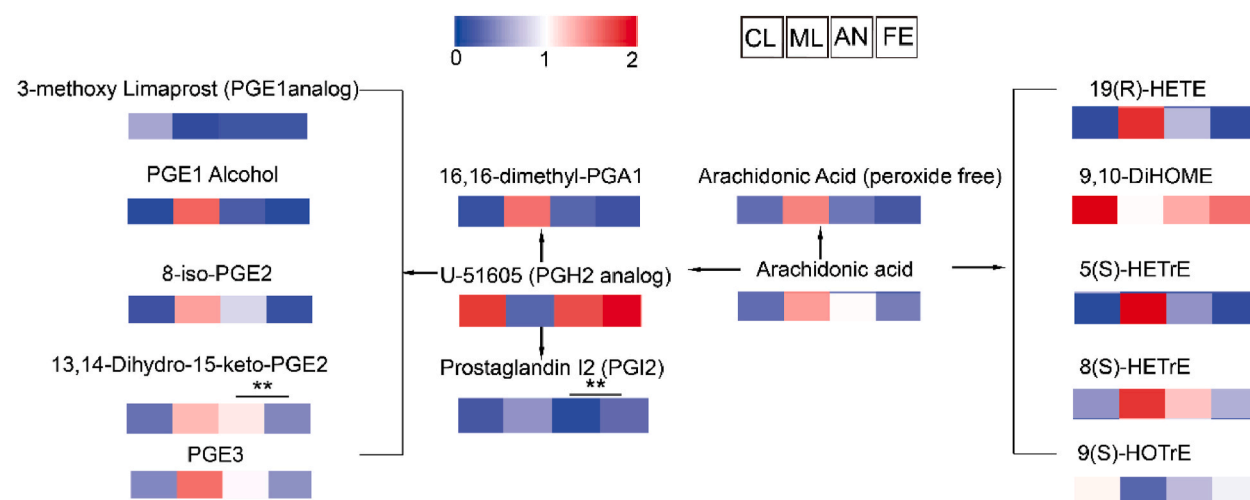 0 1 2
CL ML AN FE
3-methoxy Limaprost (PGE1analog)
PGE1 Alcohol
8-iso-PGE2
13,14-Dihydro-15-keto-PGE2
**
PGE3
16,16-dimethyl-PGA1
U-51605 (PGH2 analog)
Prostaglandin I2 (PGI2)
**
Arachidonic Acid (peroxide free)
Arachidonic acid
19(R)-HETE
9,10-DiHOME
5(S)-HETrE
8(S)-HETrE
9(S)-HOTrE